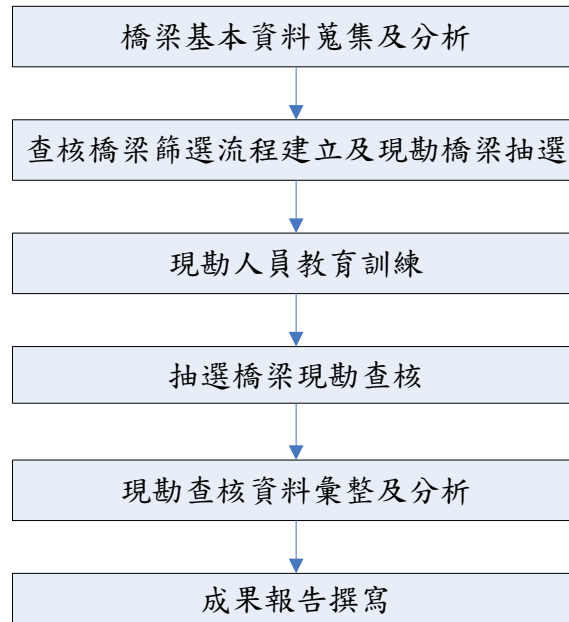 橋梁基本資料蒐集及分析
查核橋梁篩選流程建立及現勘橋梁抽選
現勘人員教育訓練
抽選橋梁現勘查核
現勘查核資料彙整及分析
成果報告撰寫